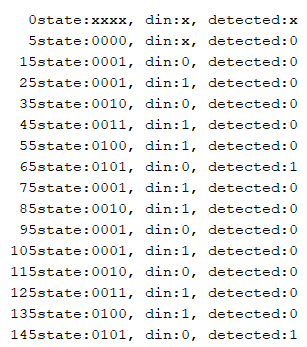 0state:xxxx, din:x, detected:x
5state:0000, din:x, detected:0
15state:0001, din:0, detected:0
25state:0001, din:1, detected:0
35state:0010, din:0, detected:0
45state:0011, din:1, detected:0
55state:0100, din:1, detected:0
65state:0101, din:0, detected:1
75state:0001, din:1, detected:0
85state:0010, din:1, detected:0
95state:0001, din:0, detected:0
105state:0001, din:1, detected:0
115state:0010, din:0, detected:0
125state:0011, din:1, detected:0
135state:0100, din:1, detected:0
145state:0101, din:0, detected:1